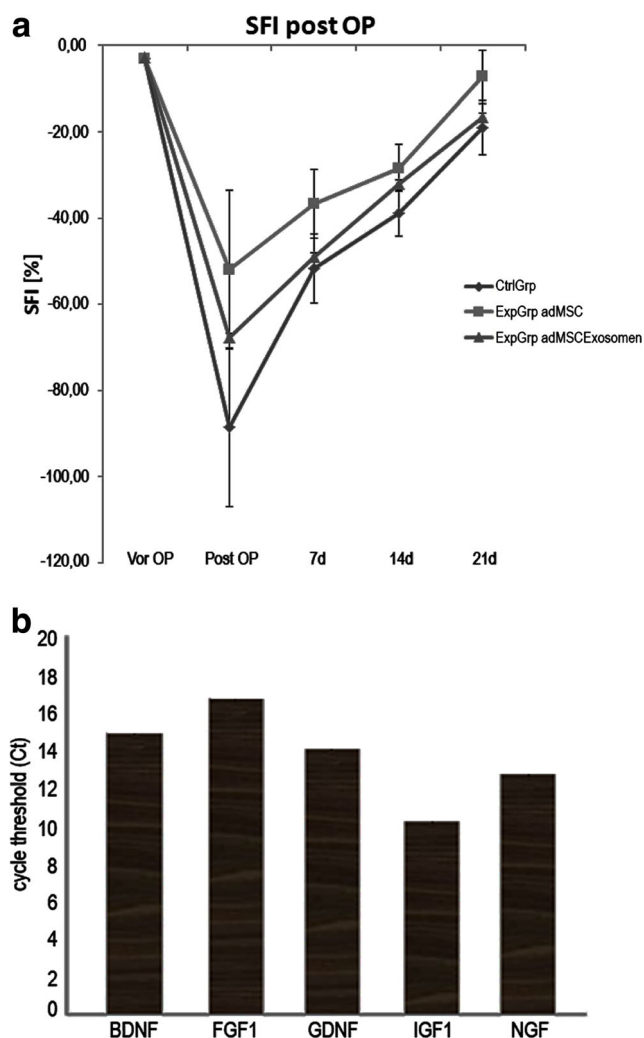 a
SFI post OP
0,00
-20,00
-40,00
-60,00
-80,00
-100,00
-120,00
SFI [%]
Vor OP Post OP 7d 14d 21d
CtrlGrp
ExpGrp adMSC
ExpGrp adMSCExosomen
b
20
18
16
14
12
10
8
6
4
2
0
cycle threshold (Ct)
BDNF FGF1 GDNF IGF1 NGF